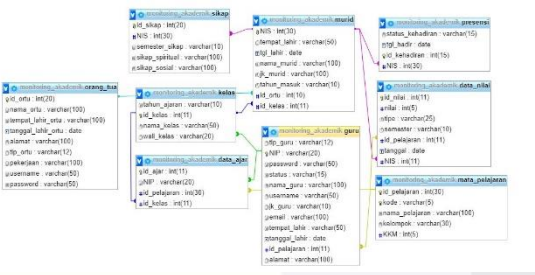 monitoring_akademik sikap
id_sikap : int(20)
NIS : int(30)
semester_sikap : varchar(10)
sikap_spiritual : varchar(100)
sikap_sosial : varchar(100)
monitoring_akademik murid
NIS : int(30)
tempat_lahir : varchar(50)
tgl_lahir : date
nama_murid : varchar(100)
jk_murid : varchar(100)
tahun_masuk : varchar(10)
id_ortu : int(10)
id_kelas : int(11)
monitoring_akademik presensi
status_kehadiran : varchar(15)
tgl_hadir : date
id_kehadiran : int(15)
NIS : int(30)
monitoring_akademik orang_tua
id_ortu : int(20)
nama_ortu : varchar(100)
tempat_lahir_ortu : varchar(100)
tanggal_lahir_ortu : date
alamat : varchar(100)
tlp_ortu : varchar(12)
pekerjaan : varchar(100)
username : varchar(50)
password : varchar(50)
monitoring_akademik kelas
tahun_ajaran : varchar(10)
id_kelas : int(11)
nama_kelas : varchar(50)
wali_kelas : varchar(20)
monitoring_akademik data_ajar
id_ajar : int(11)
NIP : varchar(20)
id_pelajaran : int(30)
id_kelas : int(11)
monitoring_akademik guru
tlp_guru : varchar(12)
NIP : varchar(20)
password : varchar(50)
status : varchar(15)
nama_guru : varchar(100)
username : varchar(50)
jk_guru : varchar(10)
email : varchar(100)
tempat_lahir : varchar(50)
tanggal_lahir : date
id_pelajaran : int(11)
alamat : varchar(100)
monitoring_akademik data_nilai
id_nilai : int(11)
nilai : int(5)
tipe : varchar(25)
semester : varchar(10)
id_pelajaran : int(11)
tanggal : date
NIS : int(11)
monitoring_akademik mata_pelajaran
id_pelajaran : int(30)
kode : varchar(5)
nama_pelajaran : varchar(100)
kelompok : varchar(30)
KKM : int(5)